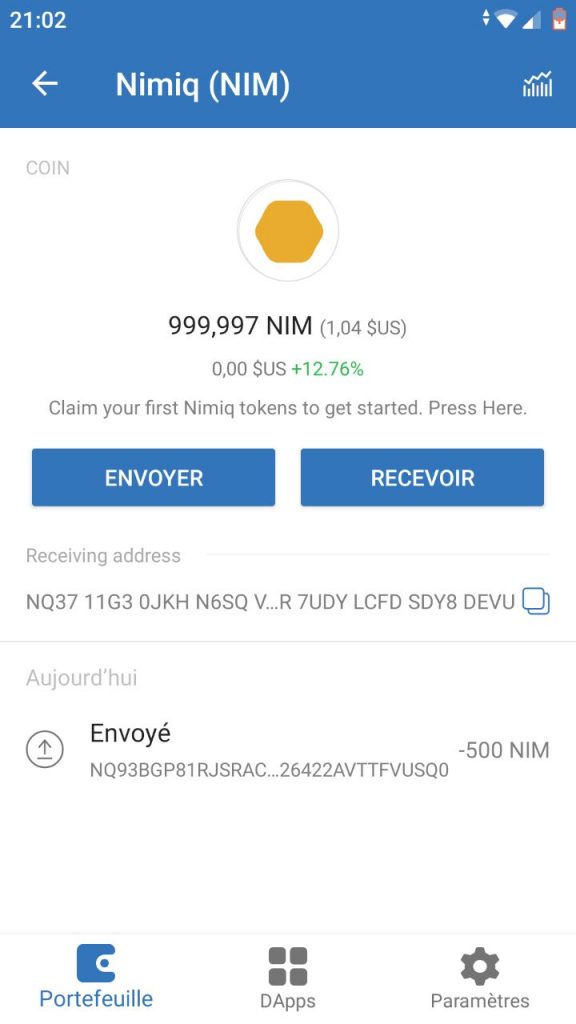 21:02
Nimiq (NIM)
COIN
999,997 NIM (1,04 $US)
0,00 $US +12.76%
Claim your first Nimiq tokens to get started. Press Here.
ENVOYER
RECEVOIR
Receiving address
NQ37 11G3 0JKH N6SQ V...R 7UDY LCFD SDY8 DEVU
Aujourd’hui
Envoyé
-500 NIM
NQ93BGP81RJSRAC...26422AVTTFVUSQ0
Portefeuille
DApps
Paramètres